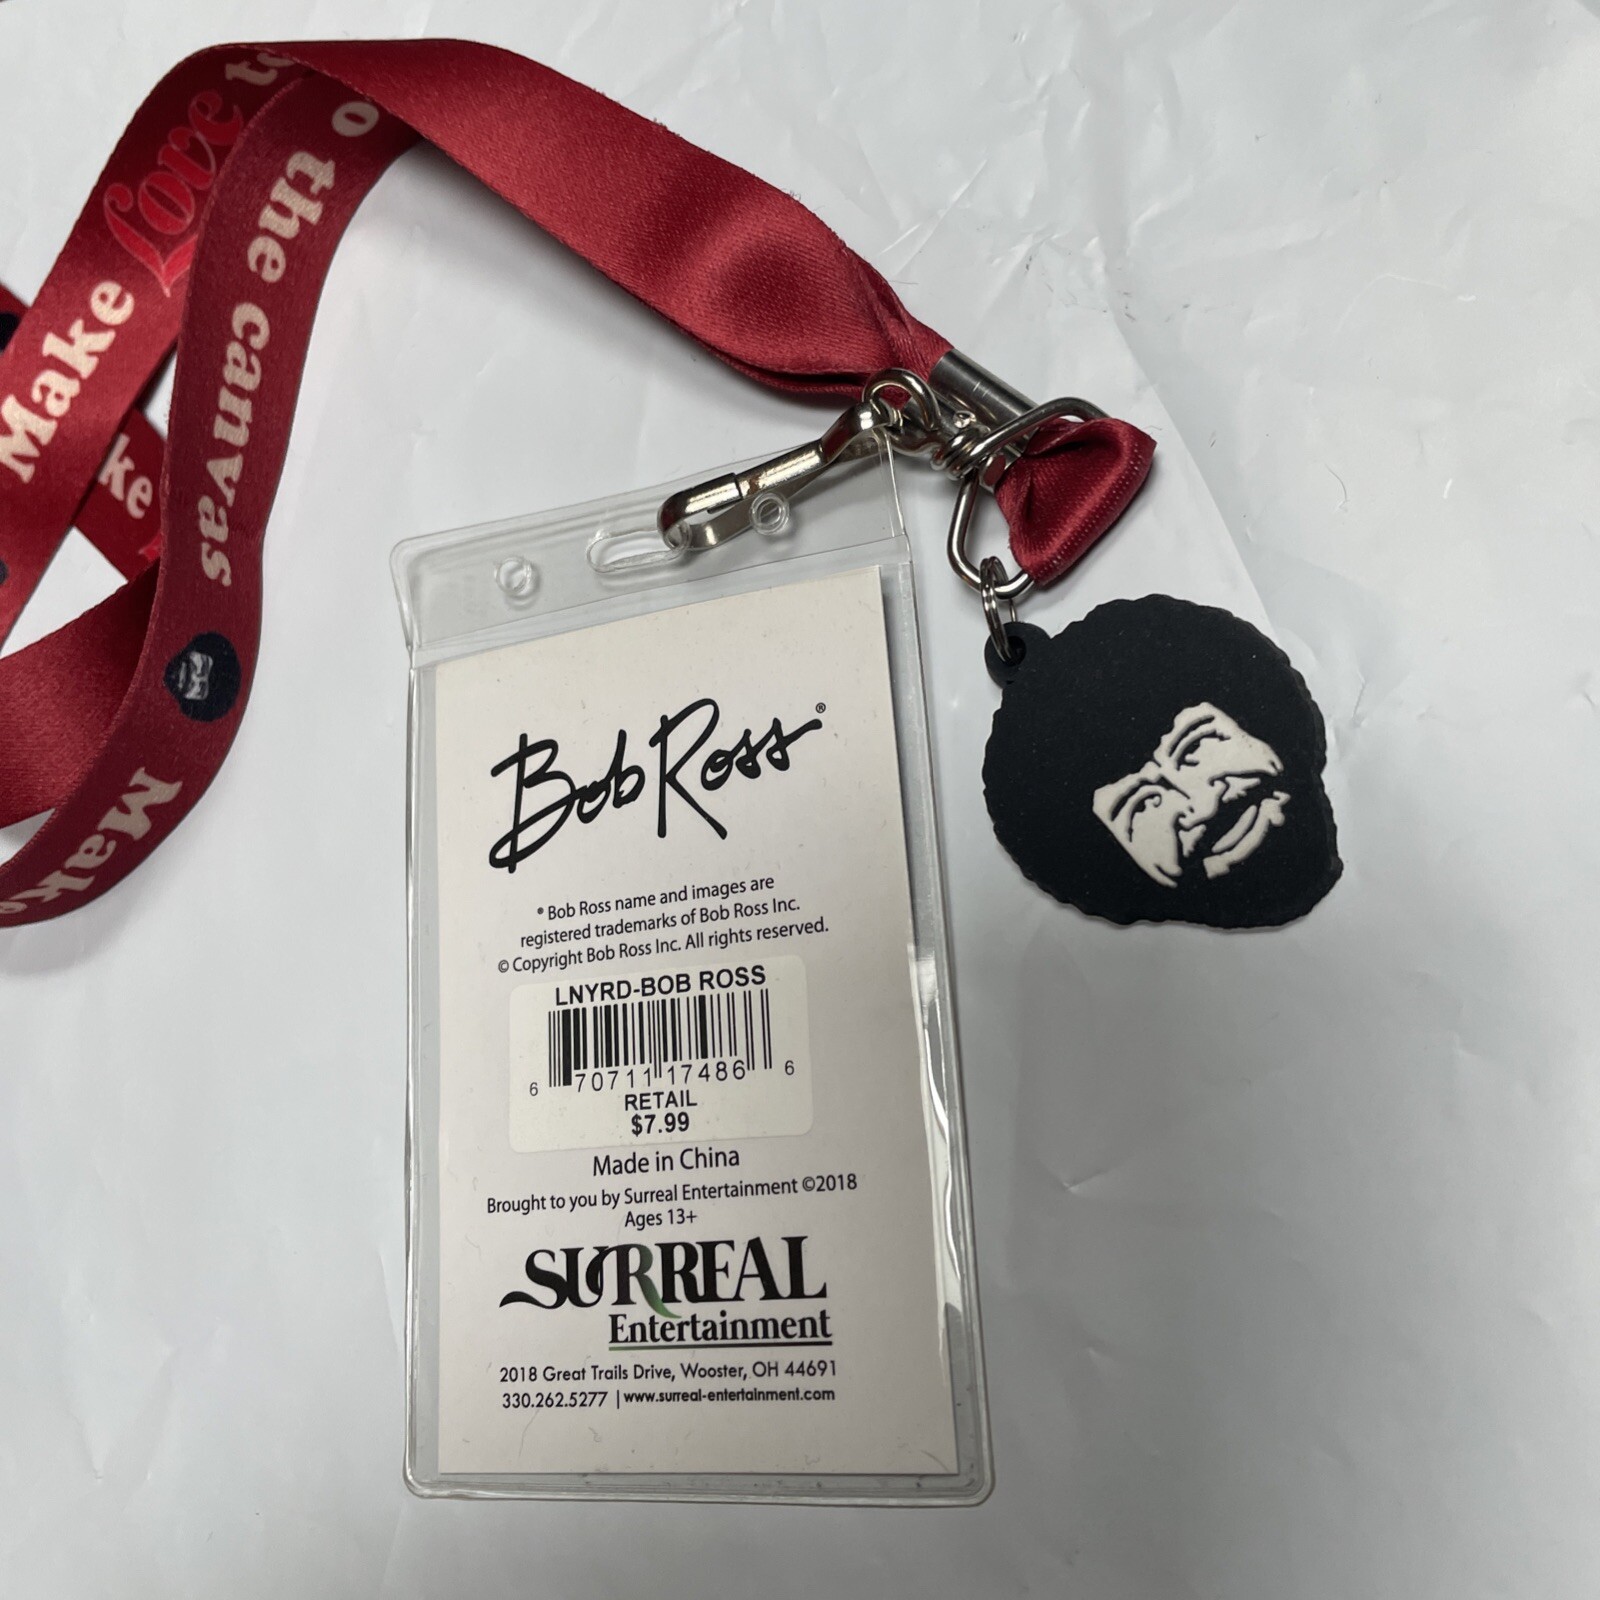 Make Love to
o the canvas
ke
Make
Bob Ross®
® Bob Ross name and images are
registered trademarks of Bob Ross Inc.
© Copyright Bob Ross Inc. All rights reserved.
LNYRD-BOB ROSS
6 70711 17486 6
RETAIL
$7.99
Made in China
Brought to you by Surreal Entertainment ©2018
Ages 13+
SURREAL
Entertainment
2018 Great Trails Drive, Wooster, OH 44691
330.262.5277 | www.surreal-entertainment.com